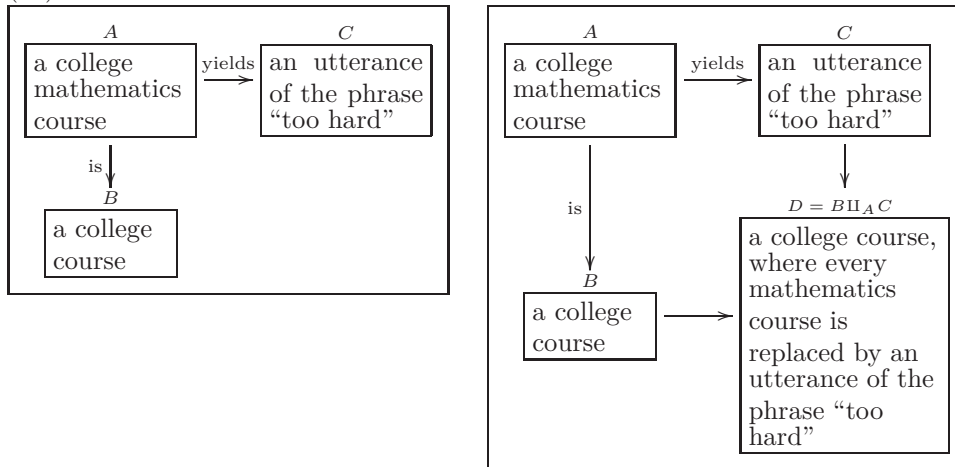 A
C
a college
mathematics
course
yields
an utterance
of the phrase
“too hard”
is
B
a college
course
A
C
a college
mathematics
course
yields
an utterance
of the phrase
“too hard”
is
D = B⨿_A C
B
a college
course
a college course,
where every
mathematics
course is
replaced by an
utterance of the
phrase “too
hard”